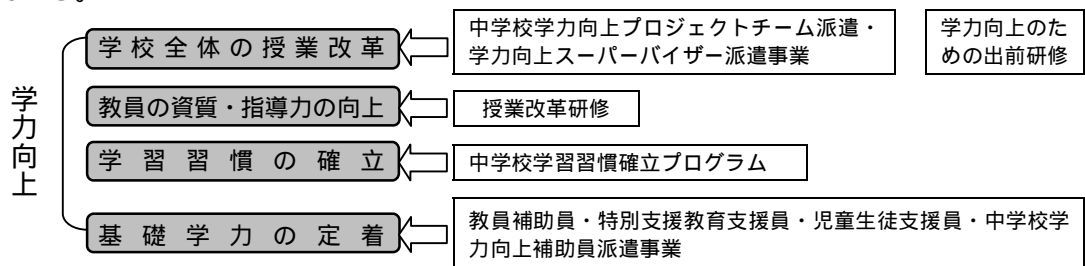 学校全体の授業改革
中学校学力向上プロジェクトチーム派遣・
学力向上スーパーバイザー派遣事業
学力向上のた
めの出前研修
学力向上
教員の資質・指導力の向上
授業改革研修
学習習慣の確立
中学校学習習慣確立プログラム
基礎学力の定着
教員補助員・特別支援教育支援員・児童生徒支援員・中学校学
力向上補助員派遣事業